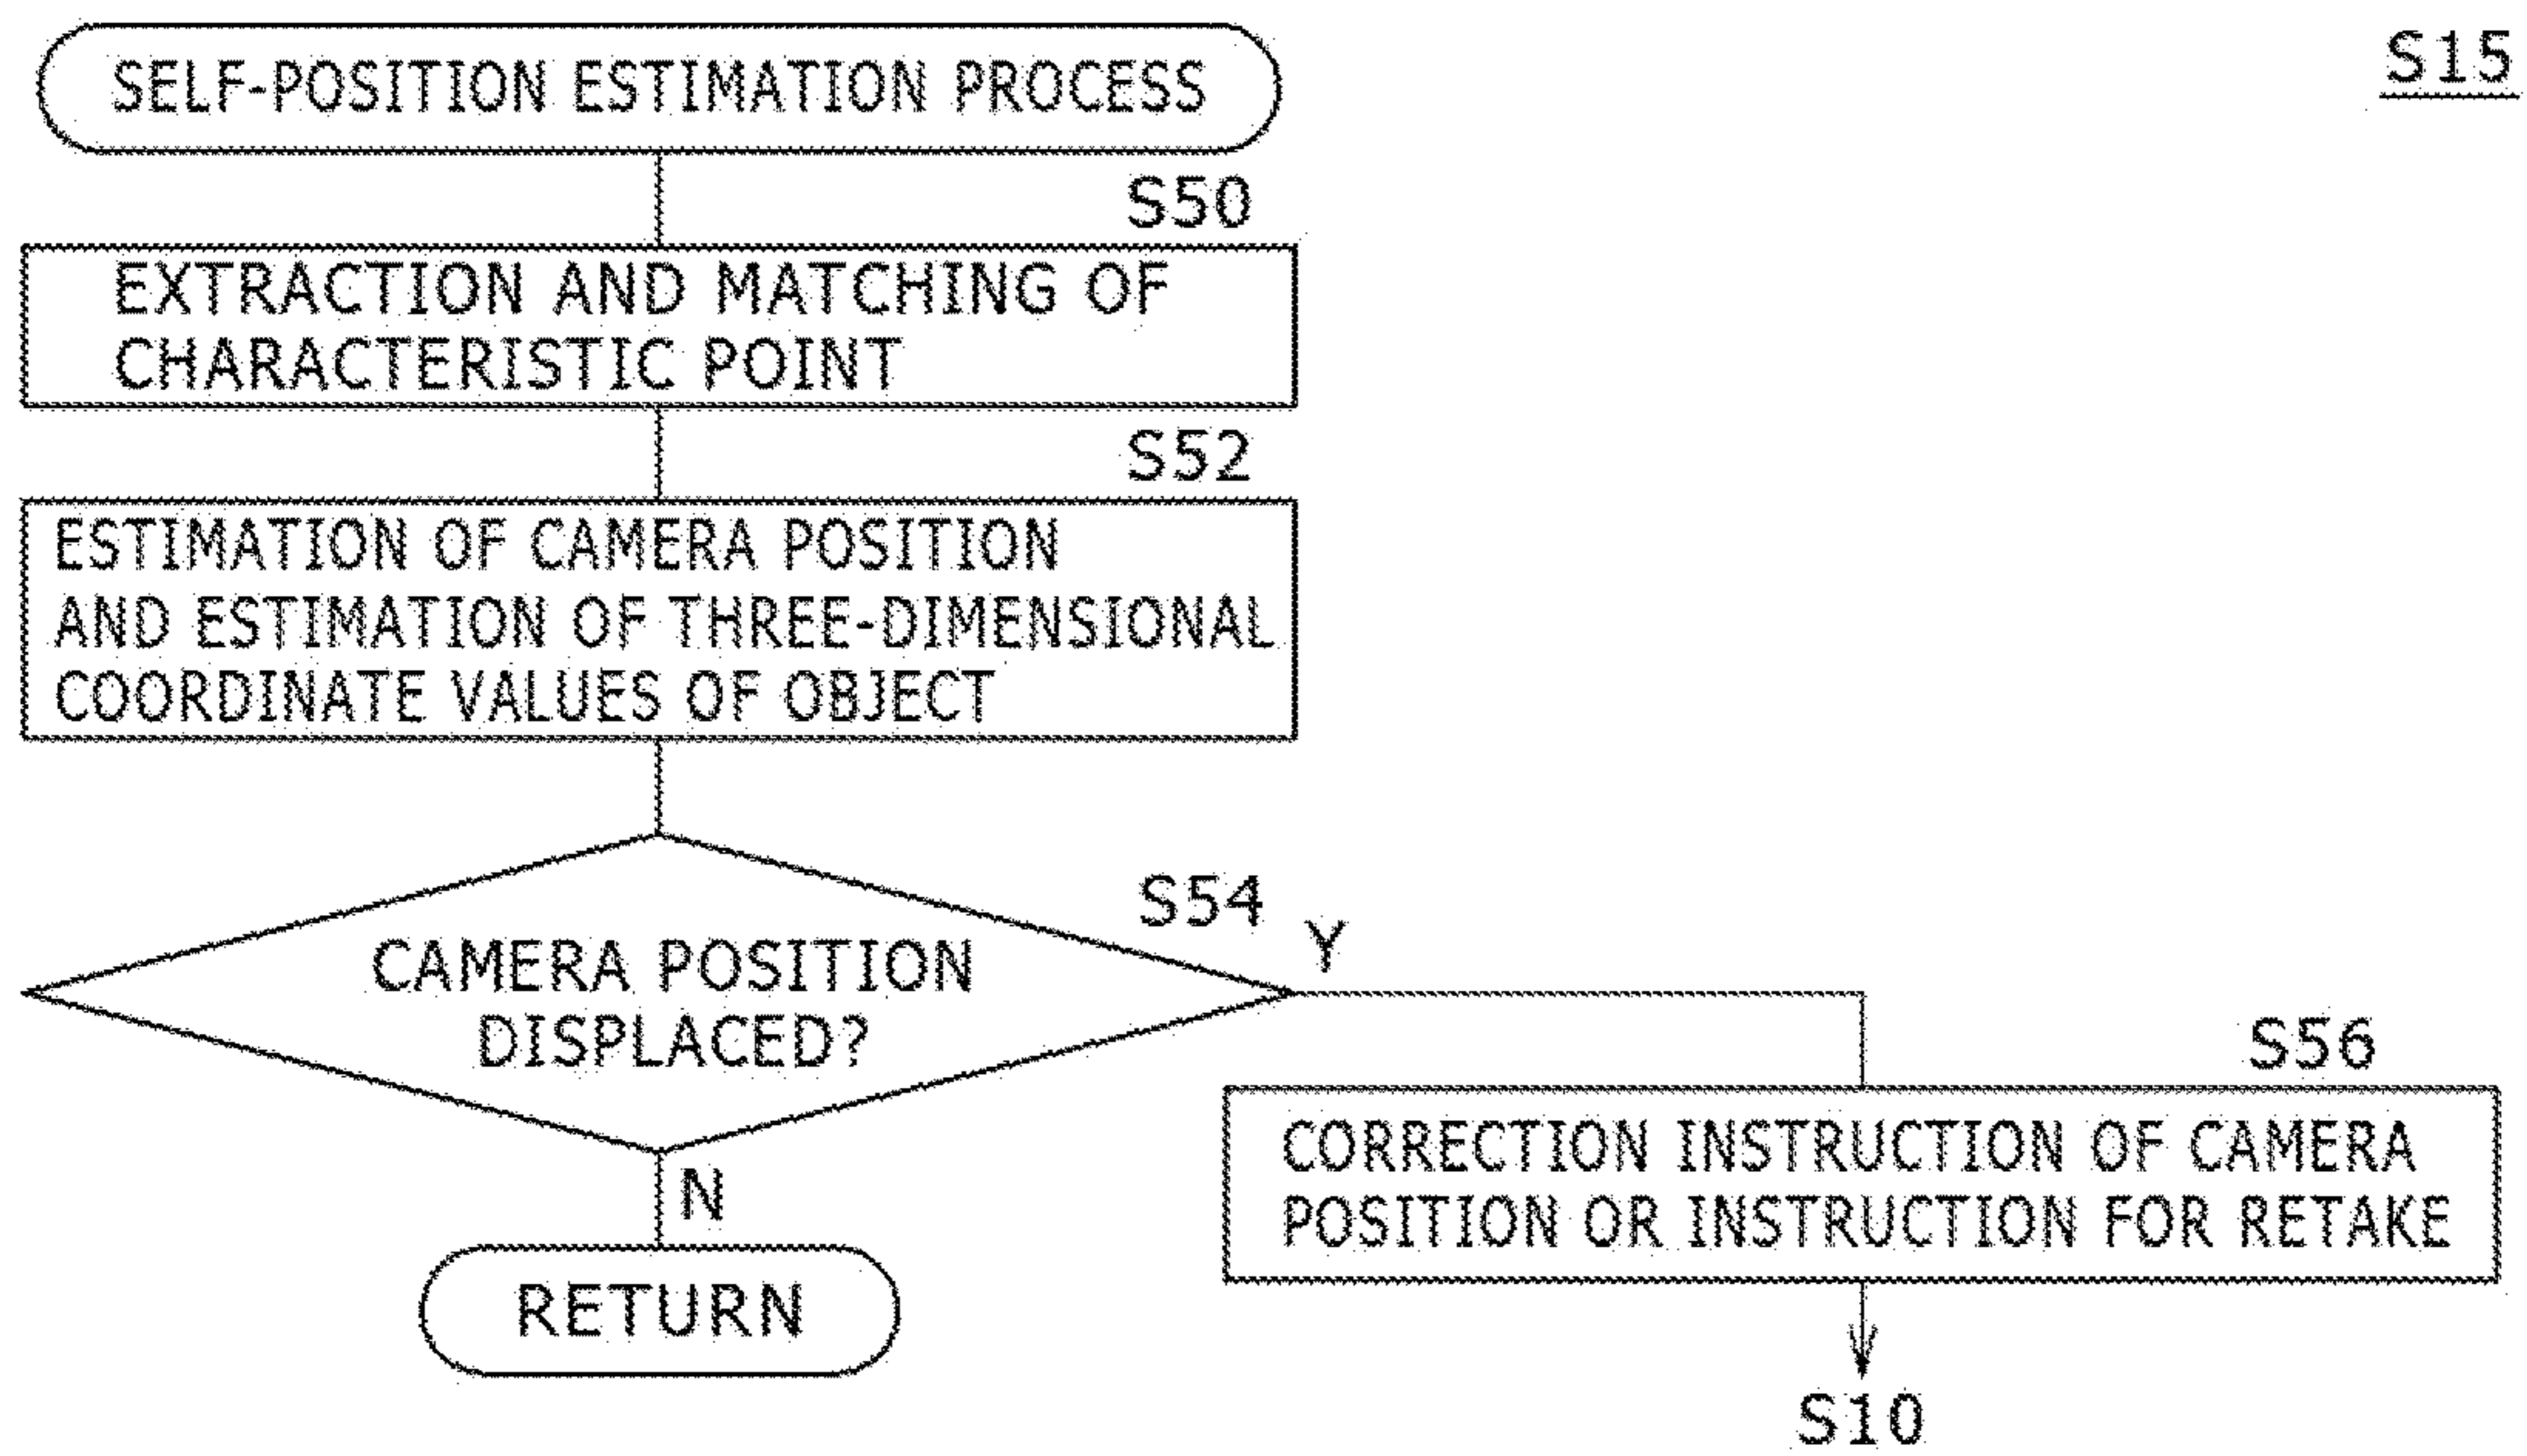 S15
SELF-POSITION ESTIMATION PROCESS
S50
EXTRACTION AND MATCHING OF
CHARACTERISTIC POINT
S52
ESTIMATION OF CAMERA POSITION
AND ESTIMATION OF THREE-DIMENSIONAL
COORDINATE VALUES OF OBJECT
S54
Y
CAMERA POSITION
DISPLACED?
S56
CORRECTION INSTRUCTION OF CAMERA
POSITION OR INSTRUCTION FOR RETAKE
N
RETURN
S10